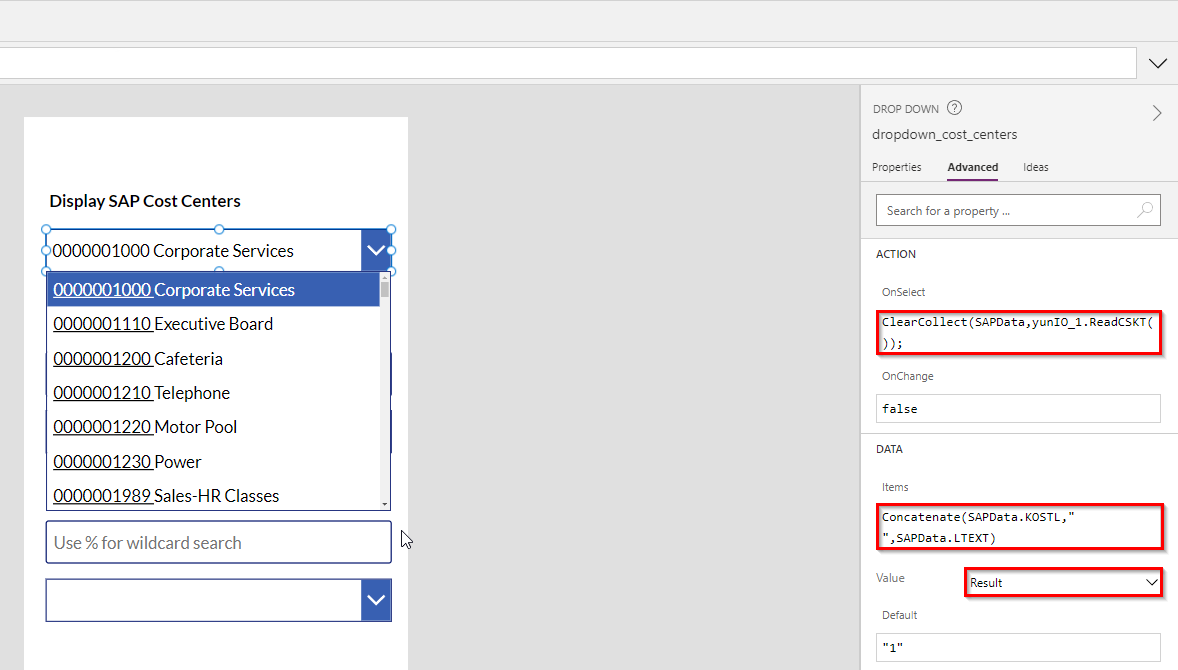 Display SAP Cost Centers
0000001000 Corporate Services
0000001000 Corporate Services
0000001110 Executive Board
0000001200 Cafeteria
0000001210 Telephone
0000001220 Motor Pool
0000001230 Power
0000001989 Sales-HR Classes
Use % for wildcard search
DROP DOWN ?
dropdown_cost_centers
Properties Advanced Ideas
Search for a property ...
ACTION
OnSelect
ClearCollect(SAPData,yunIO_1.ReadCSKT(
));
OnChange
false
DATA
Items
Concatenate(SAPData.KOSTL,"
",SAPData.LTEXT)
Value Result
Default
"1"